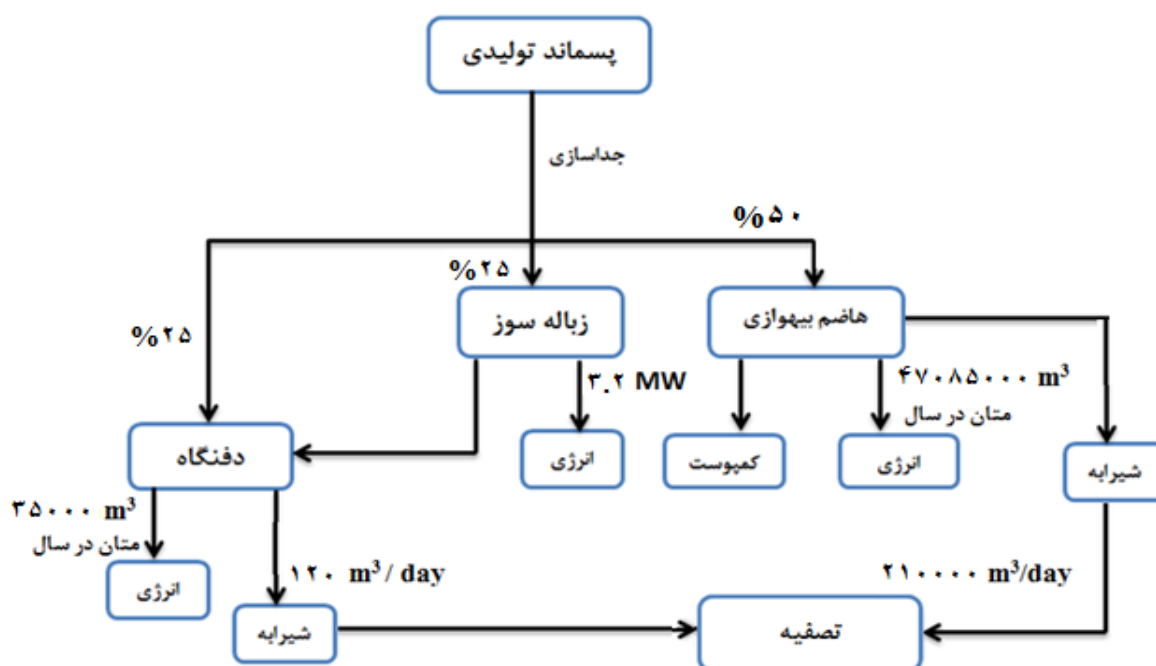 پسماند تولیدی
جداسازی
%۵۰
%۲۵
%۲۵
زباله سوز
هاضم بیهوازی
۳.۲ MW
۴۷۰۸۵۰۰۰ m³
متان در سال
دفنگاه
انرژی
کمپوست
انرژی
شیرابه
۳۵۰۰۰ m³
متان در سال
۱۲۰ m³ / day
۲۱۰۰۰۰ m³/day
انرژی
شیرابه
تصفیه